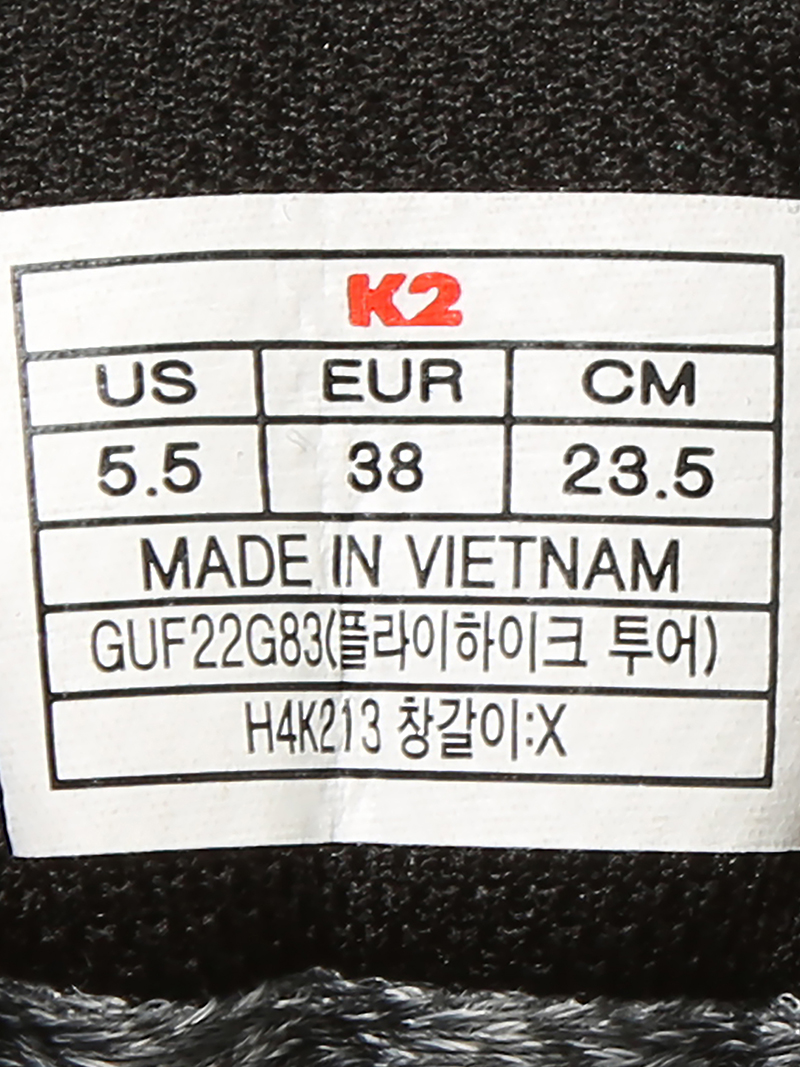 K2
US EUR CM
5.5 38 23.5
MADE IN VIETNAM
GUF22G83(플라이하이크 투어)
H4K213 창갈이:X